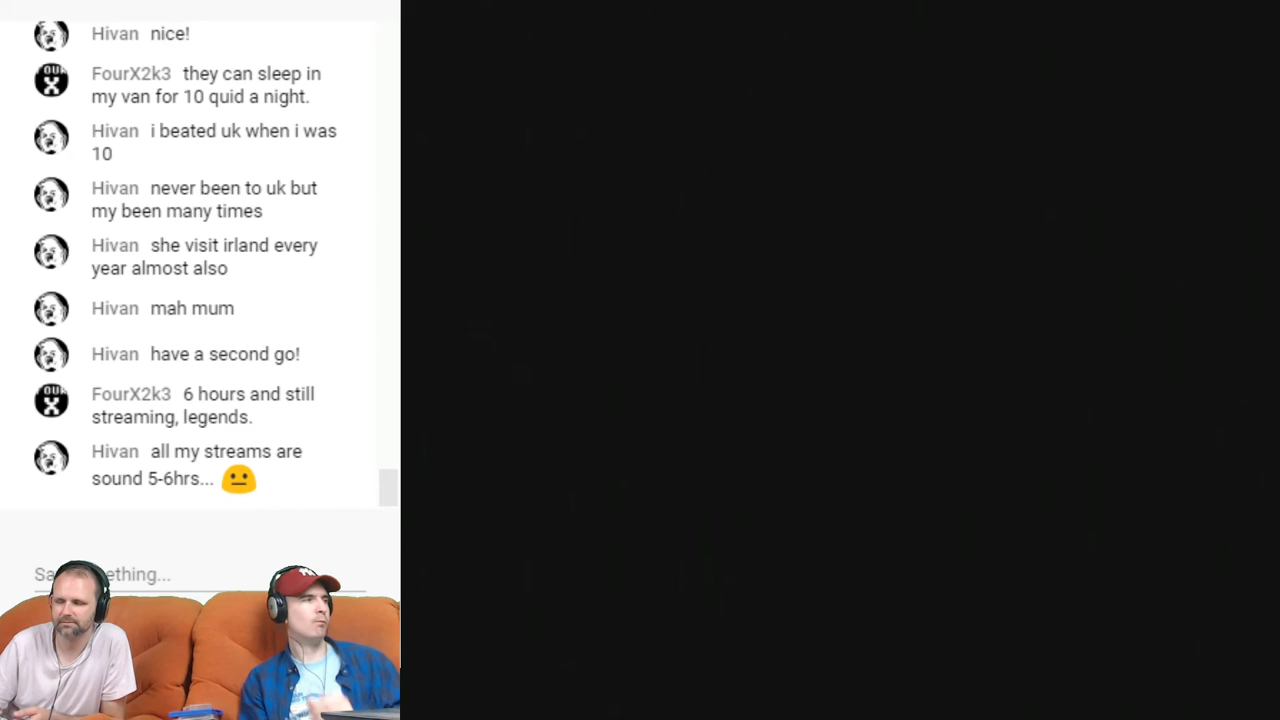 Hivan nice!
FourX2k3 they can sleep in
my van for 10 quid a night.
Hivan i beated uk when i was
10
Hivan never been to uk but
my been many times
Hivan she visit irland every
year almost also
Hivan mah mum
Hivan have a second go!
FourX2k3 6 hours and still
streaming, legends.
Hivan all my streams are
sound 5-6hrs...